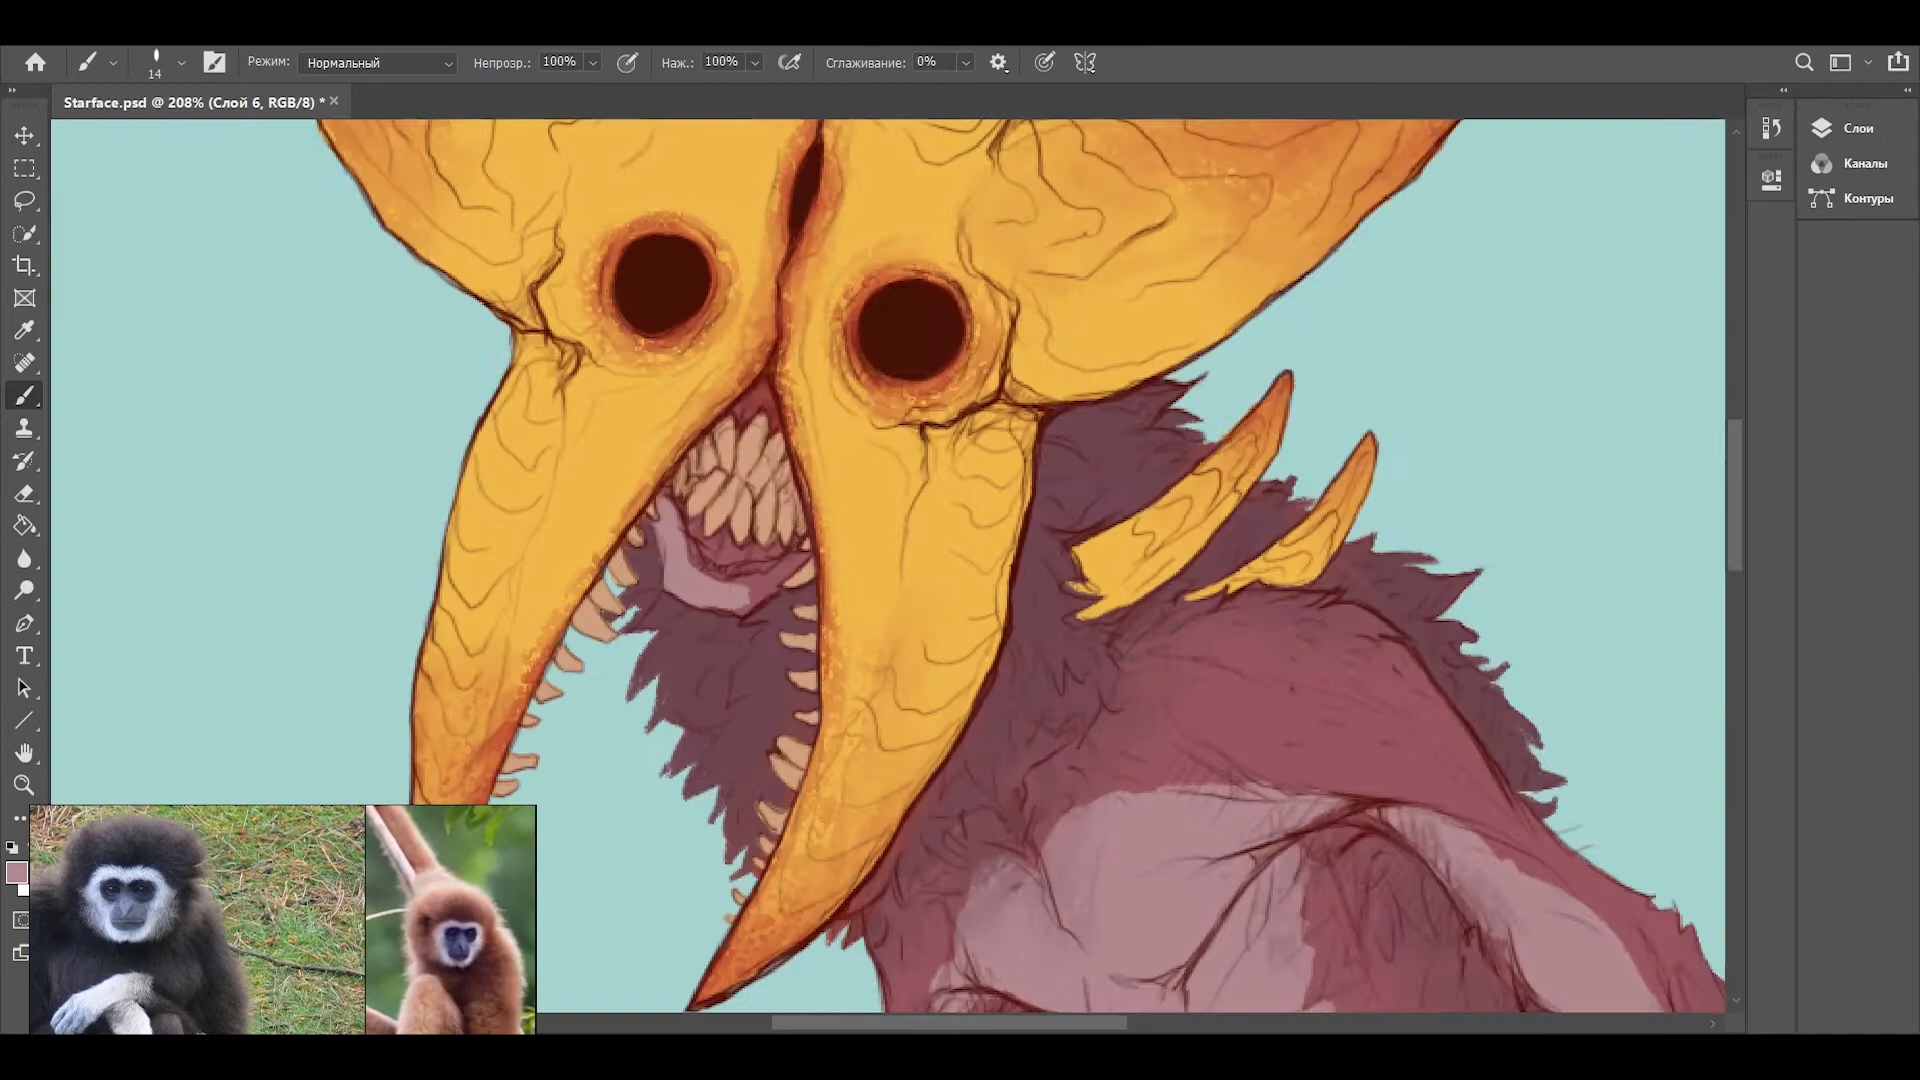 Режим: Нормальный Непрозр.: 100% Наж.: 100% Сглаживание: 0%
14
Starface.psd @ 208% (Слой 6, RGB/8) *
Слои
Каналы
Контуры